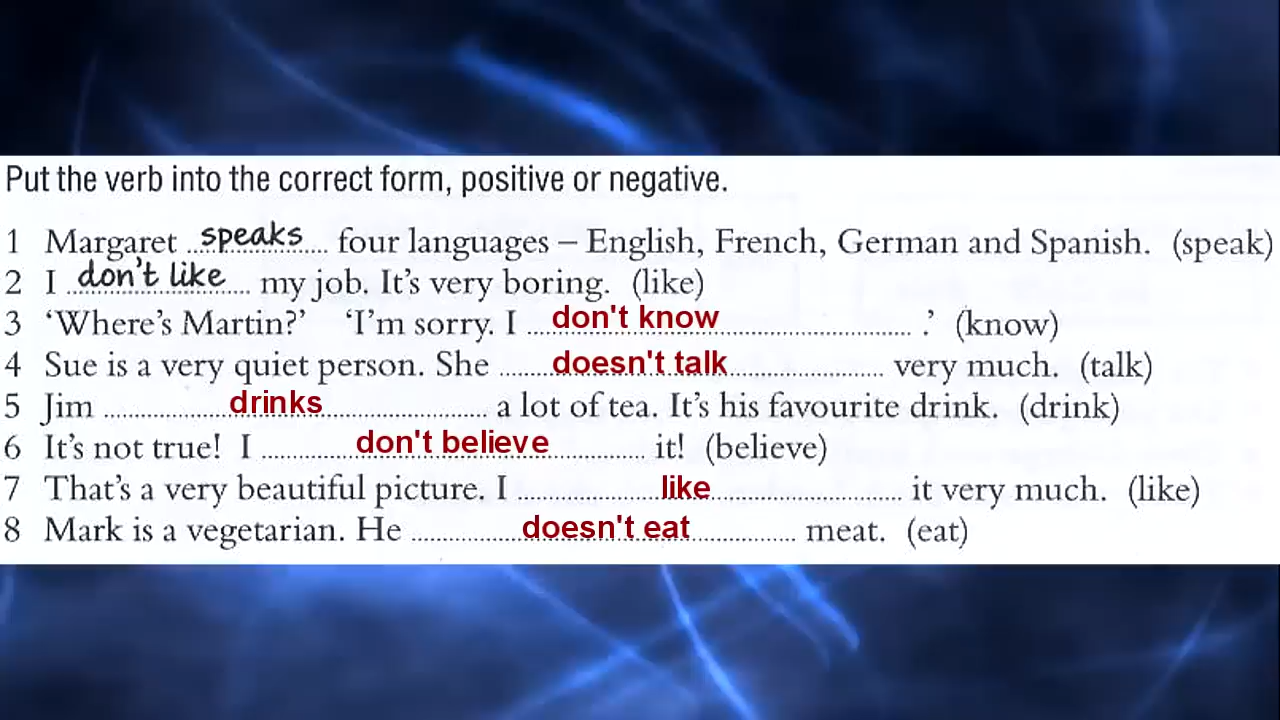 Put the verb into the correct form, positive or negative.
1 Margaret speaks four languages – English, French, German and Spanish. (speak)
2 I don't like my job. It's very boring. (like)
3 'Where's Martin?' 'I'm sorry. I don't know .' (know)
4 Sue is a very quiet person. She doesn't talk very much. (talk)
5 Jim drinks a lot of tea. It's his favourite drink. (drink)
6 It's not true! I don't believe it! (believe)
7 That's a very beautiful picture. I like it very much. (like)
8 Mark is a vegetarian. He doesn't eat meat. (eat)